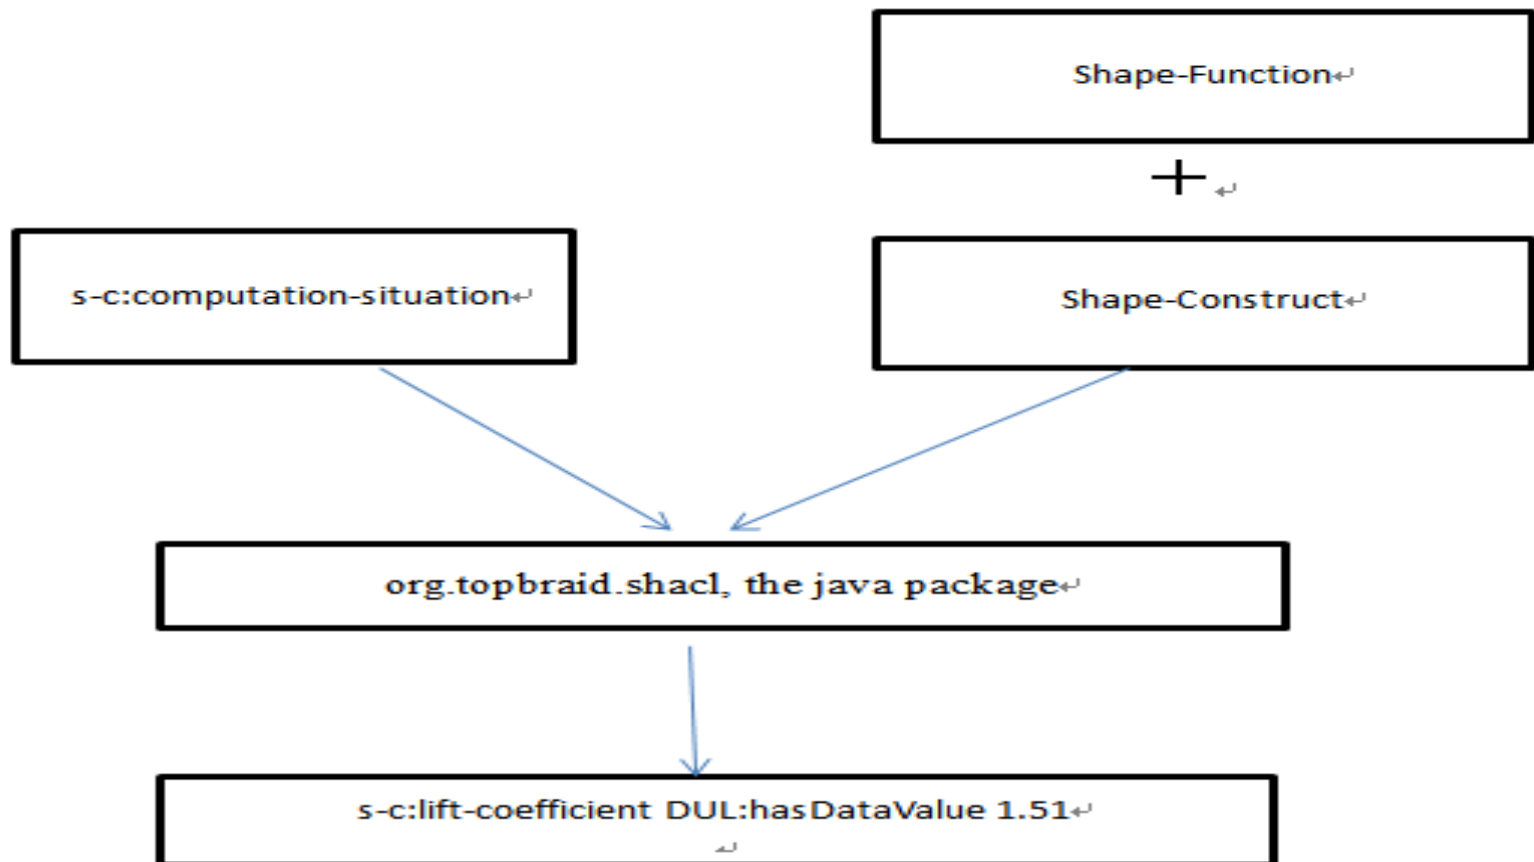 Shape-Function↵
+↵
s-c:computation-situation↵
Shape-Construct↵
org.topbraid.shacl, the java package↵
s-c:lift-coefficient DUL:hasDataValue 1.51↵
↵